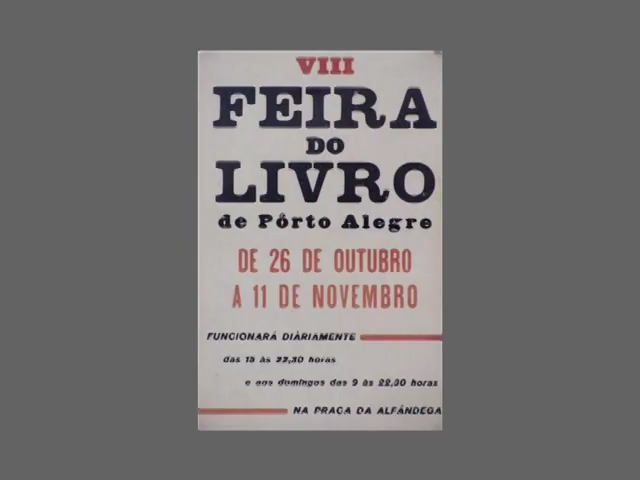 VIII
FEIRA
DO
LIVRO
de Pôrto Alegre
DE 26 DE OUTUBRO
A 11 DE NOVEMBRO
FUNCIONARÁ DIÀRIAMENTE
das 15 às 22,30 horas
e aos domingos das 9 às 22,30 horas
NA PRAÇA DA ALFÂNDEGA